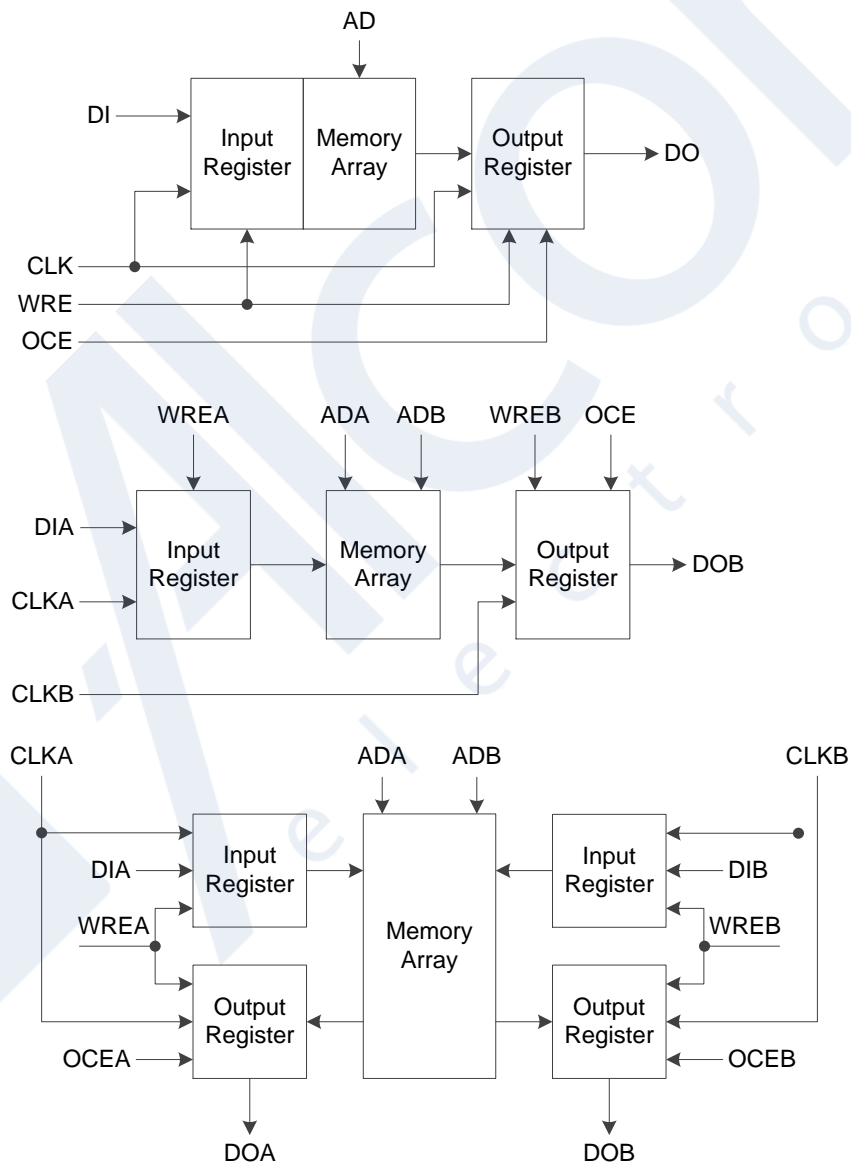 AD
DI
Input
Register
Memory
Array
Output
Register
DO
CLK
WRE
OCE
WREA
ADA
ADB
WREB
OCE
DIA
Input
Register
Memory
Array
Output
Register
DOB
CLKA
CLKB
CLKA
ADA
ADB
CLKB
Input
Register
Input
Register
DIA
DIB
WREA
Memory
Array
WREB
Output
Register
Output
Register
OCEA
OCEB
DOA
DOB